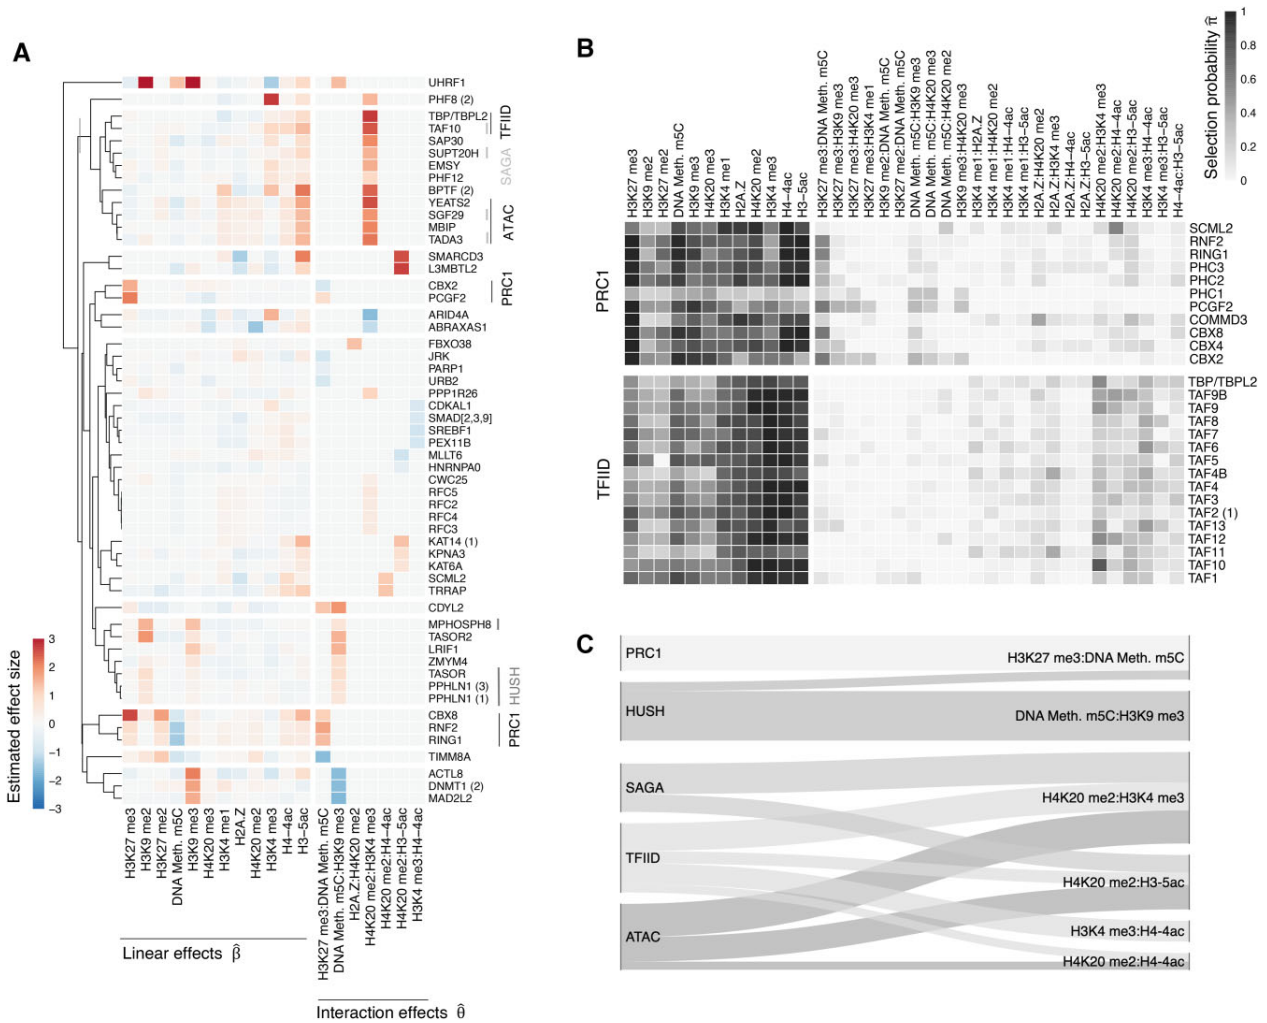 A
UHRF1
PHF8 (2)
TBP/TBPL2
TAF10
SAP30
SUPT20H
EMSY
PHF12
BPTF (2)
YEATS2
SGF29
MBIP
TADA3
SMARCD3
L3MBTL2
CBX2
PCGF2
ARID4A
ABRAXAS1
FBXO38
JRK
PARP1
URB2
PPP1R26
CDKAL1
SMAD[2,3,9]
SREBF1
PEX11B
MLLT6
HNRNPA0
CWC25
RFC5
RFC2
RFC4
RFC3
KAT14 (1)
KPNA3
KAT6A
SCML2
TRRAP
CDYL2
MPHOSPH8
TASOR2
LRIF1
ZMYM4
TASOR
PPHLN1 (3)
PPHLN1 (1)
CBX8
RNF2
RING1
TIMM8A
ACTL8
DNMT1 (2)
MAD2L2
TFIID
SAGA
ATAC
PRC1
HUSH
PRC1
Estimated effect size
3
2
1
0
−1
−2
−3
H3K27 me3
H3K9 me2
H3K27 me2
DNA Meth. m5C
H3K9 me3
H4K20 me3
H3K4 me1
H2A.Z
H4K20 me2
H3K4 me3
H4−4ac
H3−5ac
H3K27 me3:DNA Meth. m5C
DNA Meth. m5C:H3K9 me3
H2A.Z:H4K20 me2
H4K20 me2:H3K4 me3
H4K20 me2:H4−4ac
H4K20 me2:H3−5ac
H3K4 me3:H4−4ac
Linear effects β̂
Interaction effects θ̂
B
Selection probability π̂
1
0.8
0.6
0.4
0.2
0
H3K27 me3
H3K9 me2
H3K27 me2
DNA Meth. m5C
H3K9 me3
H4K20 me3
H3K4 me1
H2A.Z
H4K20 me2
H3K4 me3
H4−4ac
H3−5ac
H3K27 me3:DNA Meth. m5C
H3K27 me3:H3K9 me3
H3K27 me3:H4K20 me3
H3K27 me3:H3K4 me1
H3K9 me2:DNA Meth. m5C
H3K27 me2:DNA Meth. m5C
DNA Meth. m5C:H3K9 me3
DNA Meth. m5C:H4K20 me3
DNA Meth. m5C:H4K20 me2
H3K9 me3:H4K20 me3
H3K4 me1:H2A.Z
H3K4 me1:H4K20 me2
H3K4 me1:H4−4ac
H3K4 me1:H3−5ac
H2A.Z:H4K20 me2
H2A.Z:H3K4 me3
H2A.Z:H4−4ac
H2A.Z:H3−5ac
H4K20 me2:H3K4 me3
H4K20 me2:H4−4ac
H4K20 me2:H3−5ac
H3K4 me3:H4−4ac
H3K4 me3:H3−5ac
H4−4ac:H3−5ac
PRC1
SCML2
RNF2
RING1
PHC3
PHC2
PHC1
PCGF2
COMMD3
CBX8
CBX4
CBX2
TFIID
TBP/TBPL2
TAF9B
TAF9
TAF8
TAF7
TAF6
TAF5
TAF4B
TAF4
TAF3
TAF2 (1)
TAF13
TAF12
TAF11
TAF10
TAF1
C
PRC1
HUSH
SAGA
TFIID
ATAC
H3K27 me3:DNA Meth. m5C
DNA Meth. m5C:H3K9 me3
H4K20 me2:H3K4 me3
H4K20 me2:H3-5ac
H3K4 me3:H4-4ac
H4K20 me2:H4-4ac